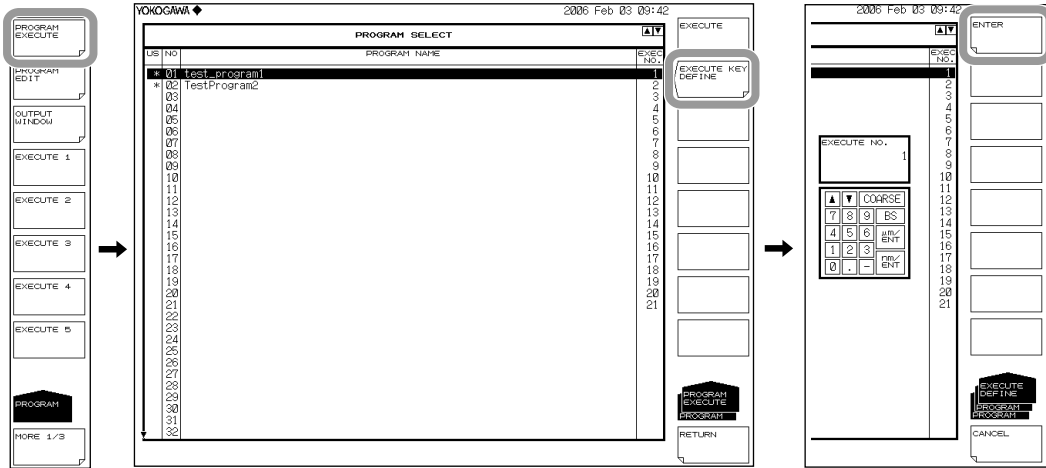 PROGRAM
EXECUTE
PROGRAM
EDIT
OUTPUT
WINDOW
EXECUTE 1
EXECUTE 2
EXECUTE 3
EXECUTE 4
EXECUTE 5
PROGRAM
MORE 1/3
YOKOGAWA ◆ 2006 Feb 03 09:42
PROGRAM SELECT ▲▼
US NO PROGRAM NAME EXEC NO.
* 01 test_program1 1
* 02 TestProgram2 2
03 3
04 4
05 5
06 6
07 7
08 8
09 9
10 10
11 11
12 12
13 13
14 14
15 15
16 16
17 17
18 18
19 19
20 20
21 21
22
23
24
25
26
27
28
29
30
31
32
EXECUTE
EXECUTE KEY
DEFINE
PROGRAM
EXECUTE
PROGRAM
RETURN
2006 Feb 03 09:42
▲▼
EXEC
NO.
1
2
3
4
5
6
7
8
9
10
11
12
13
14
15
16
17
18
19
20
21
EXECUTE NO.
1
▲ ▼ COARSE
7 8 9 BS
4 5 6 µm/ENT
1 2 3
0 . - nm/ENT
ENTER
EXECUTE
DEFINE
PROGRAM
PROGRAM
CANCEL